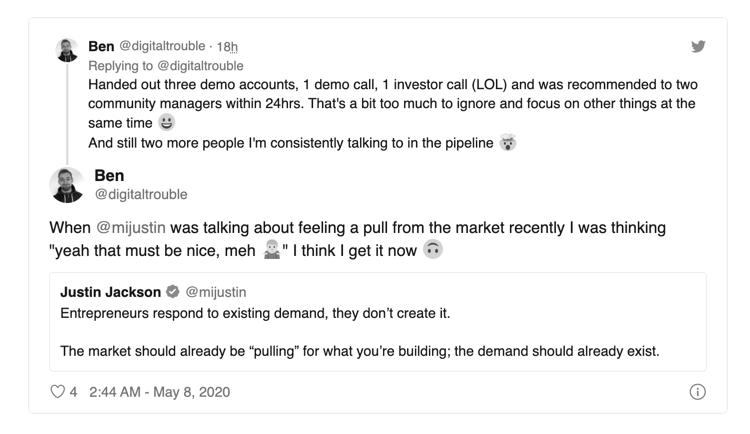 Ben @digitaltrouble · 18h
Replying to @digitaltrouble
Handed out three demo accounts, 1 demo call, 1 investor call (LOL) and was recommended to two
community managers within 24hrs. That's a bit too much to ignore and focus on other things at the
same time 😀
And still two more people I'm consistently talking to in the pipeline 🤯
Ben
@digitaltrouble
When @mijustin was talking about feeling a pull from the market recently I was thinking
"yeah that must be nice, meh 🤷‍♂️" I think I get it now 🙃
Justin Jackson @mijustin
Entrepreneurs respond to existing demand, they don’t create it.
The market should already be “pulling” for what you’re building; the demand should already exist.
4 2:44 AM - May 8, 2020